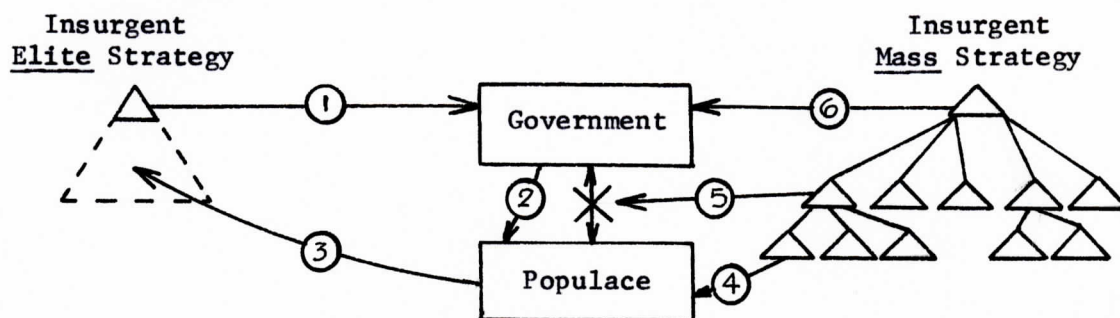 Insurgent
Elite Strategy
Insurgent
Mass Strategy
1
Government
6
2
5
3
Populace
4